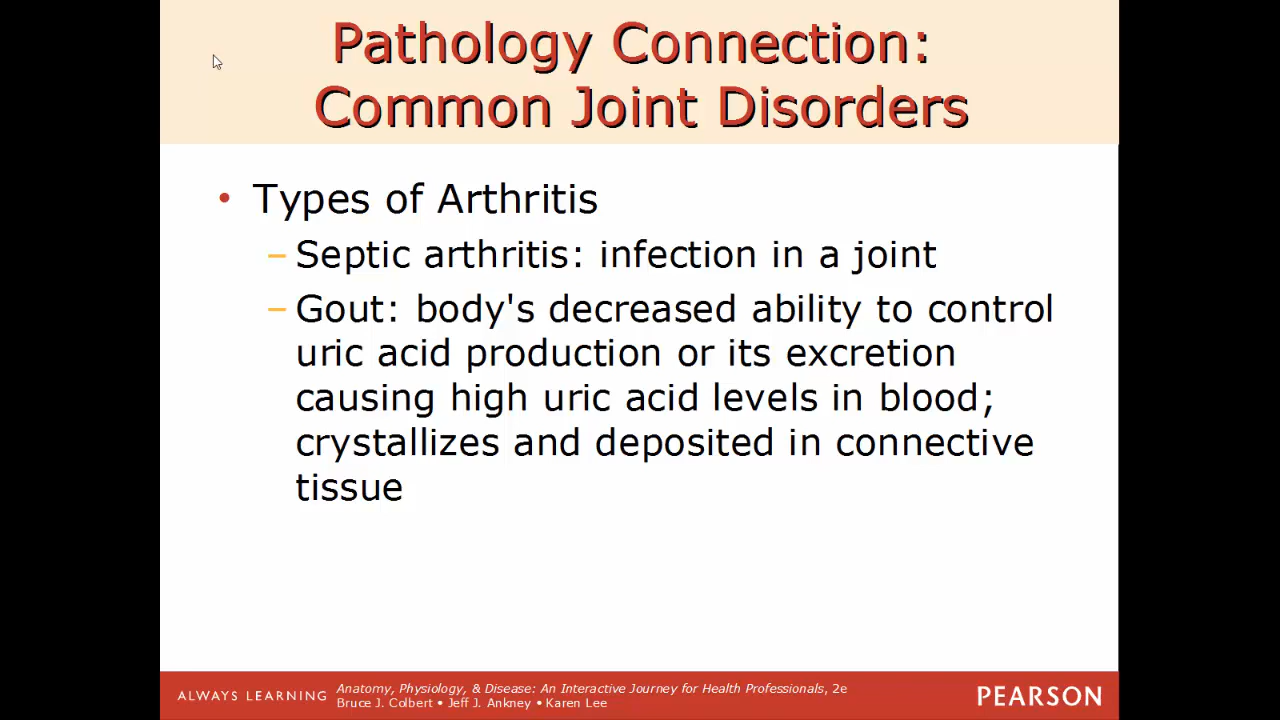 Pathology Connection:
Common Joint Disorders
• Types of Arthritis
– Septic arthritis: infection in a joint
– Gout: body's decreased ability to control
uric acid production or its excretion
causing high uric acid levels in blood;
crystallizes and deposited in connective
tissue
ALWAYS LEARNING
Anatomy, Physiology, & Disease: An Interactive Journey for Health Professionals, 2e
Bruce J. Colbert • Jeff J. Ankney • Karen Lee
PEARSON